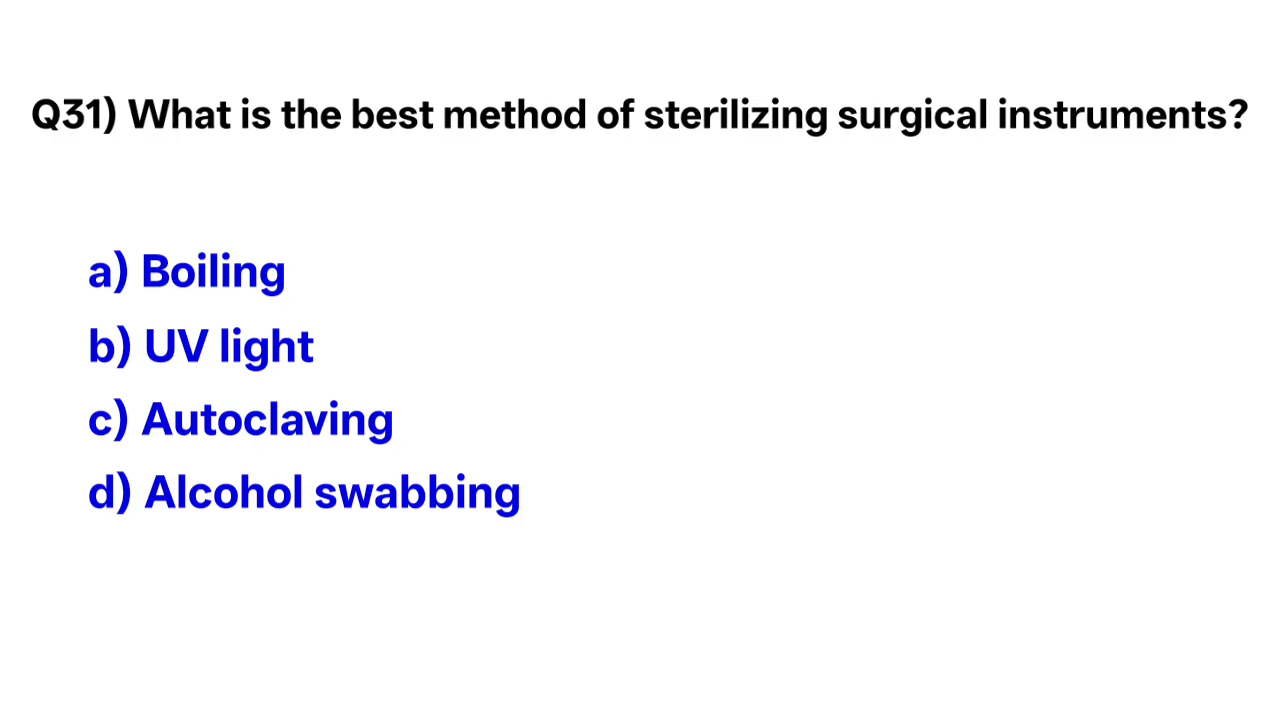 Q31) What is the best method of sterilizing surgical instruments?
a) Boiling
b) UV light
c) Autoclaving
d) Alcohol swabbing